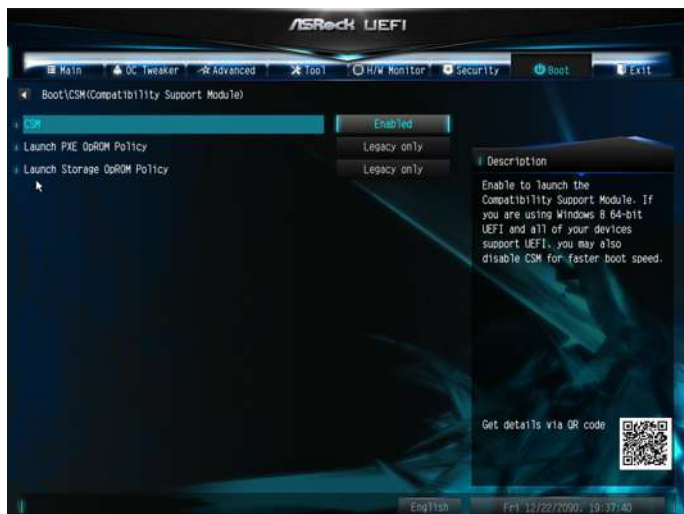 ASRock UEFI
Main OC Tweaker Advanced Tool H/W Monitor Security Boot Exit
Boot\CSM(Compatibility Support Module)
CSM Enabled
Launch PXE OpROM Policy Legacy only
Launch Storage OpROM Policy Legacy only
Description
Enable to launch the
Compatibility Support Module. If
you are using Windows 8 64-bit
UEFI and all of your devices
support UEFI, you may also
disable CSM for faster boot speed.
Get details via QR code
English Fri 12/22/2090, 19:37:40